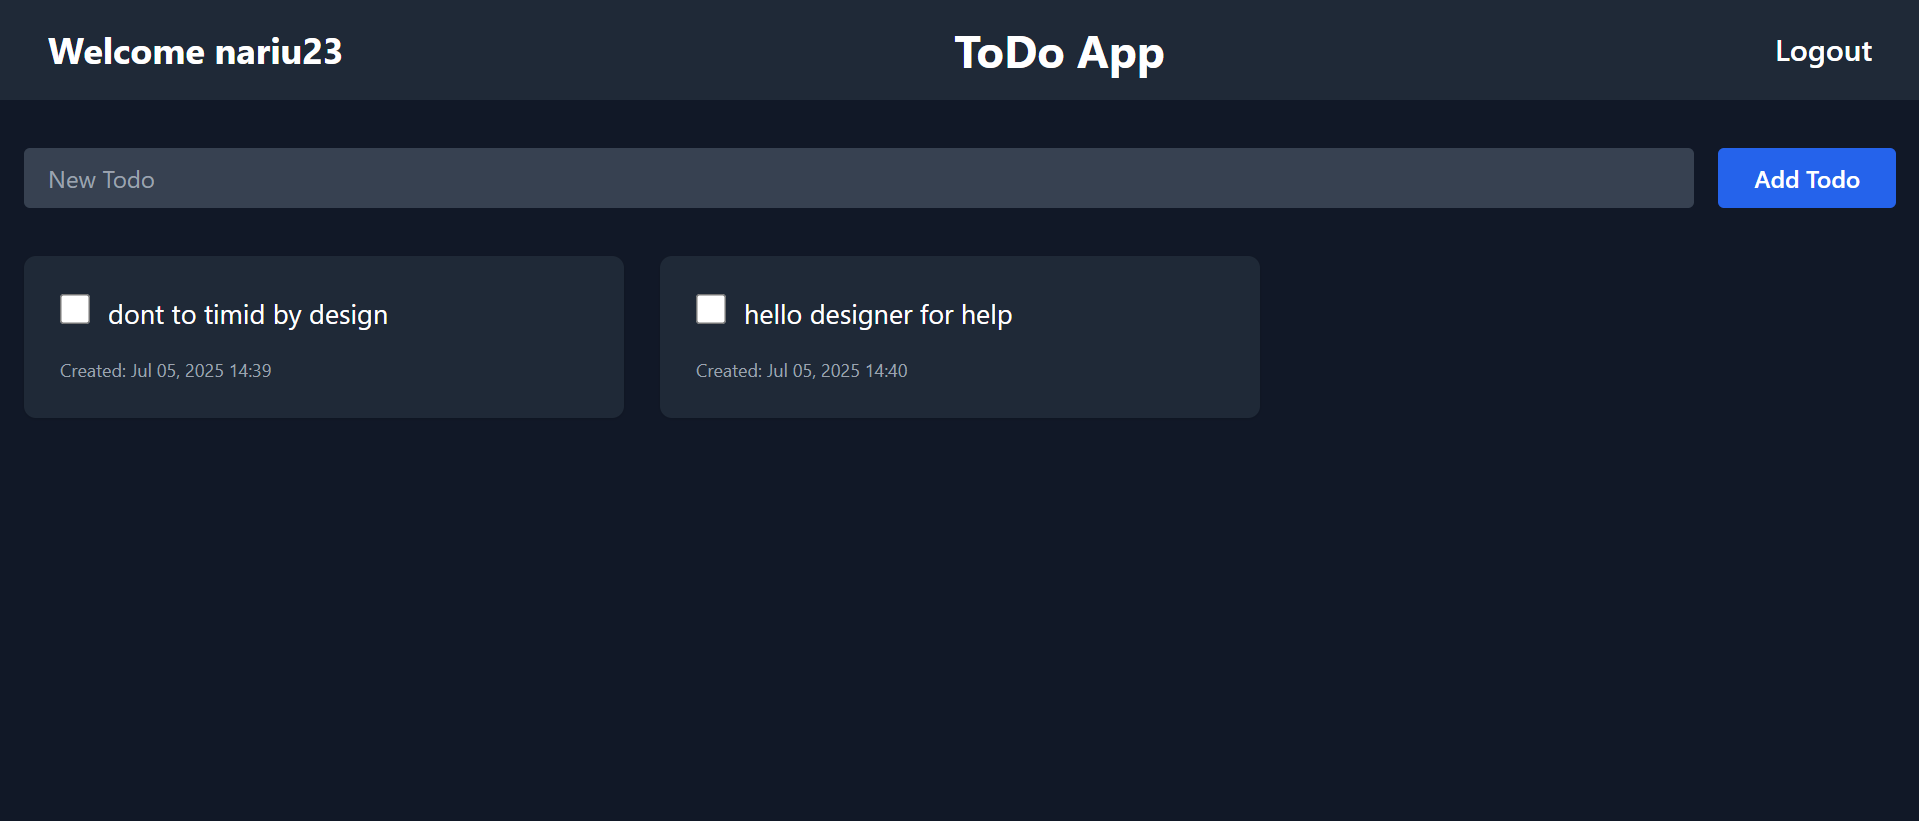 Welcome nariu23
ToDo App
Logout
New Todo
Add Todo
dont to timid by design
Created: Jul 05, 2025 14:39
hello designer for help
Created: Jul 05, 2025 14:40